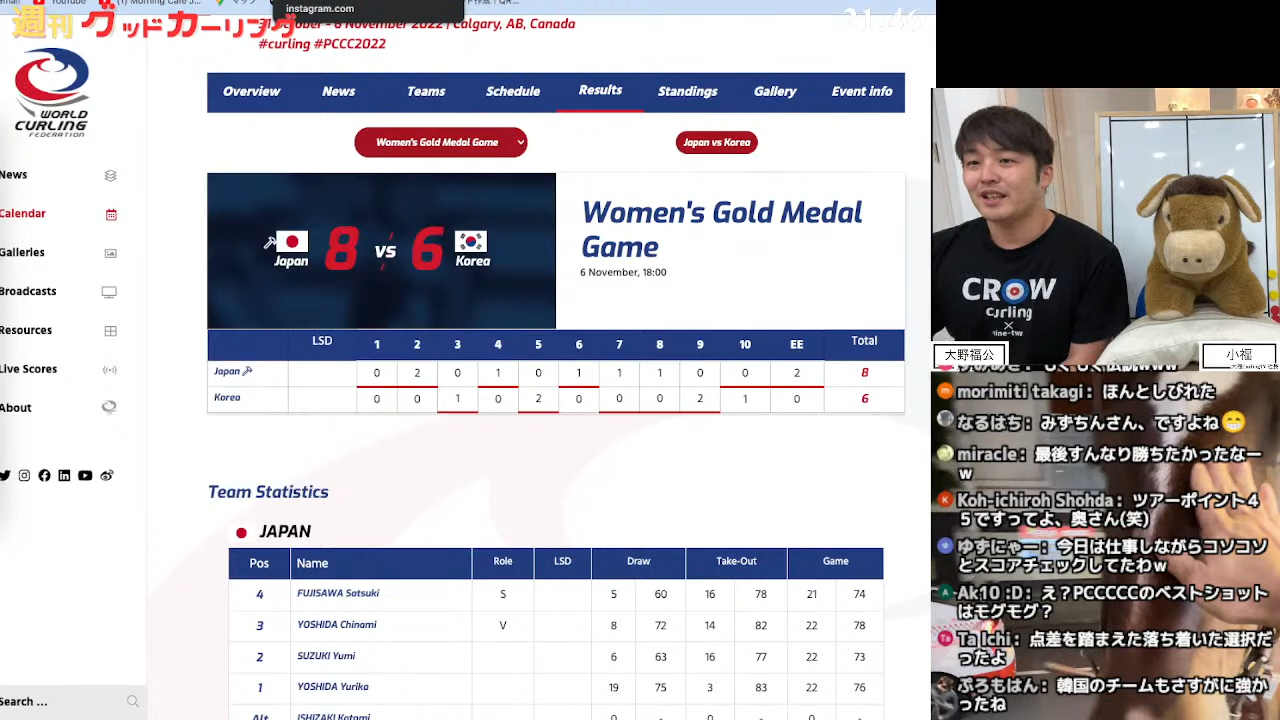 Gmail
YouTube
(1) Morning Cafe J
マップ
instagram.com
週刊グッドカーリング
31 October - 6 November 2022 | Calgary, AB, Canada
#curling #PCCC2022
01:46
WORLD
CURLING
FEDERATION
Overview News Teams Schedule Results Standings Gallery Event info
Women's Gold Medal Game
Japan vs Korea
News
Calendar
Galleries
Broadcasts
Resources
Live Scores
About
Search ...
8 vs 6
Japan Korea
Women's Gold Medal
Game
6 November, 18:00
LSD 1 2 3 4 5 6 7 8 9 10 EE Total
Japan 0 2 0 1 0 1 1 1 0 0 2 8
Korea 0 0 1 0 2 0 0 0 2 1 0 6
Team Statistics
JAPAN
Pos Name Role LSD Draw Take-Out Game
4 FUJISAWA Satsuki S 5 60 16 78 21 74
3 YOSHIDA Chinami V 8 72 14 82 22 78
2 SUZUKI Yumi 6 63 16 77 22 73
1 YOSHIDA Yurika 19 75 3 83 22 76
Alt ISHIZAKI Kotomi 0 - 0 - 0 -
CROW
curling
×
nine-two
大野福公
小福
morimiti takagi：ほんとしびれた
なるはち：みずちんさん、ですよね😁
miracle：最後すんなり勝ちたかったなー
w
Koh-ichiroh Shohda：ツアーポイント4
5ですってよ、奥さん(笑)
ゆずにゃー：今日は仕事しながらコソコソ
とスコアチェックしてたわw
Ak10 :D：え？PCCCCCのベストショット
はモグモグ？
Ta Ichi：点差を踏まえた落ち着いた選択だ
ったよ
ぷろもはん：韓国のチームもさすがに強か
ったね